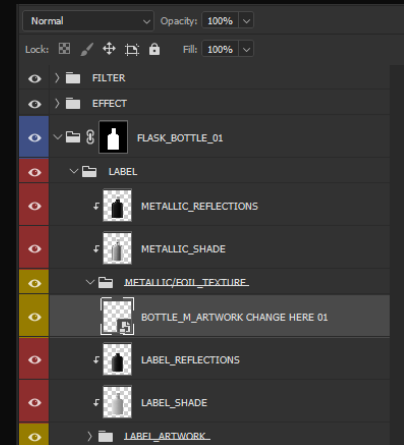 Normal Opacity: 100%
Lock: Fill: 100%
FILTER
EFFECT
FLASK_BOTTLE_01
LABEL
METALLIC_REFLECTIONS
METALLIC_SHADE
METALLIC/FOIL_TEXTURE
BOTTLE_M_ARTWORK CHANGE HERE 01
LABEL_REFLECTIONS
LABEL_SHADE
LABEL_ARTWORK